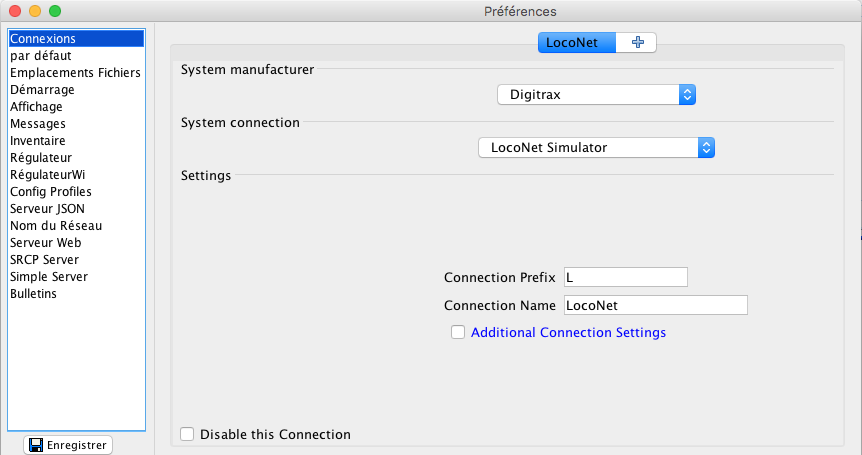 Préférences
Connexions
par défaut
Emplacements Fichiers
Démarrage
Affichage
Messages
Inventaire
Régulateur
RégulateurWi
Config Profiles
Serveur JSON
Nom du Réseau
Serveur Web
SRCP Server
Simple Server
Bulletins
Enregistrer
LocoNet
System manufacturer
Digitrax
System connection
LocoNet Simulator
Settings
Connection Prefix L
Connection Name LocoNet
Additional Connection Settings
Disable this Connection